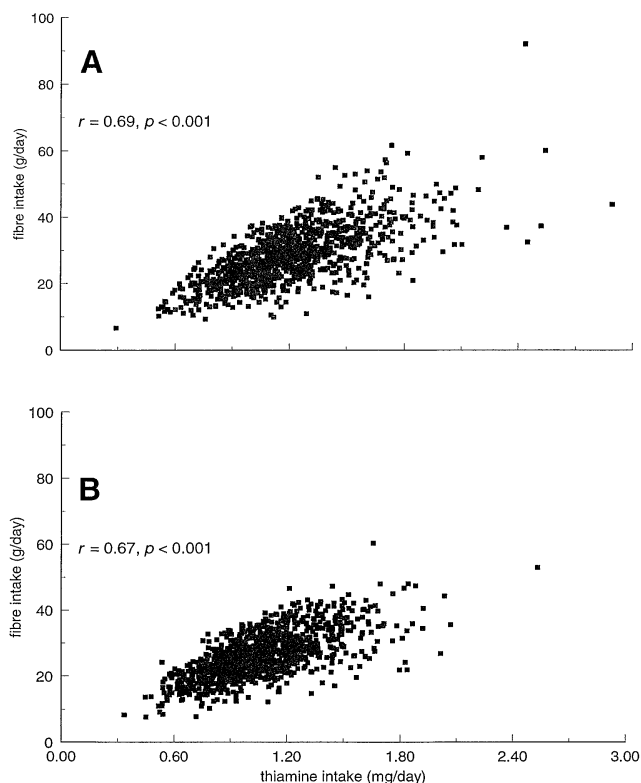 100
A
80
r = 0.69, p < 0.001
60
fibre intake (g/day)
40
20
0
100
80
B
60
r = 0.67, p < 0.001
fibre intake (g/day)
40
20
0
0.00 0.60 1.20 1.80 2.40 3.00
thiamine intake (mg/day)